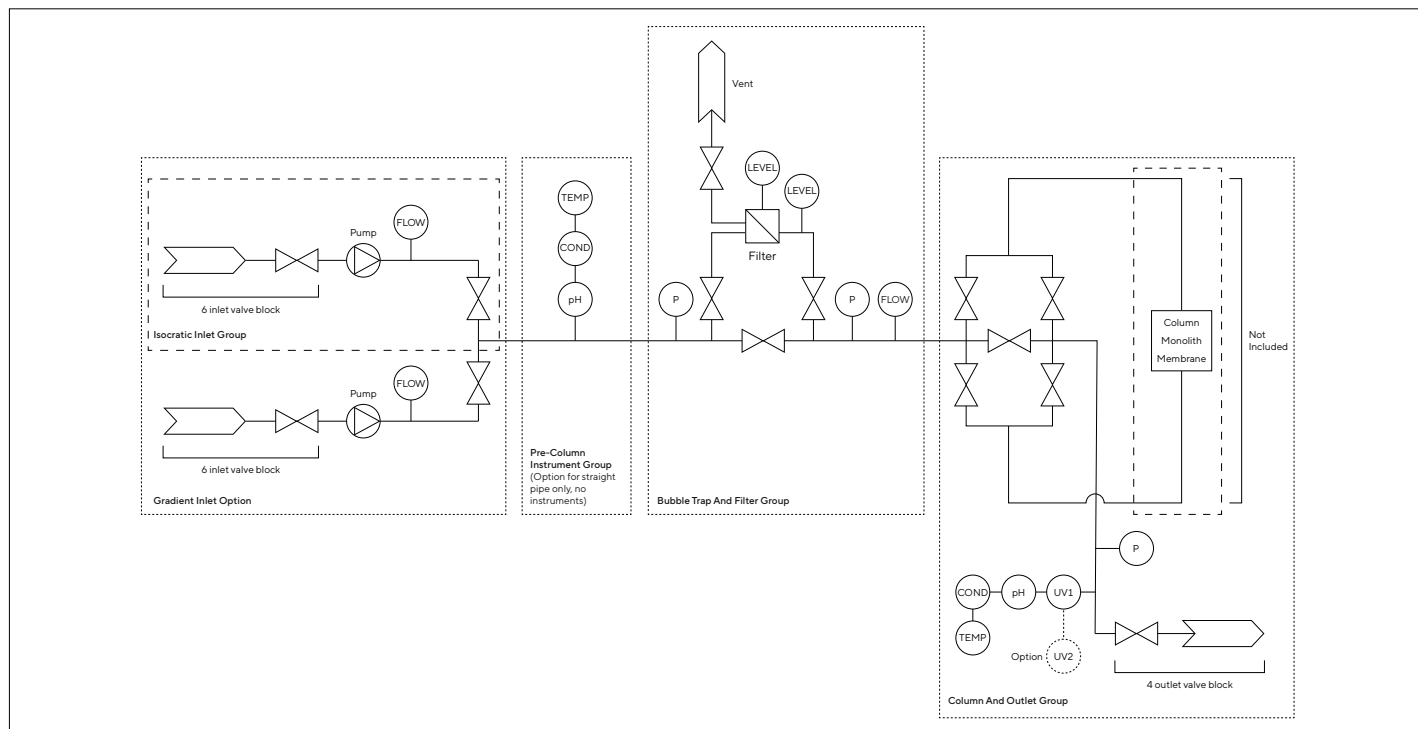 FLOW
Pump
6 inlet valve block
Isocratic Inlet Group
FLOW
Pump
6 inlet valve block
Gradient Inlet Option
TEMP
COND
pH
Pre-Column
Instrument Group
(Option for straight
pipe only, no
instruments)
Vent
LEVEL
LEVEL
Filter
P
P
FLOW
Bubble Trap And Filter Group
Column
Monolith
Membrane
Not
Included
P
COND
pH
UV1
TEMP
Option
UV2
4 outlet valve block
Column And Outlet Group